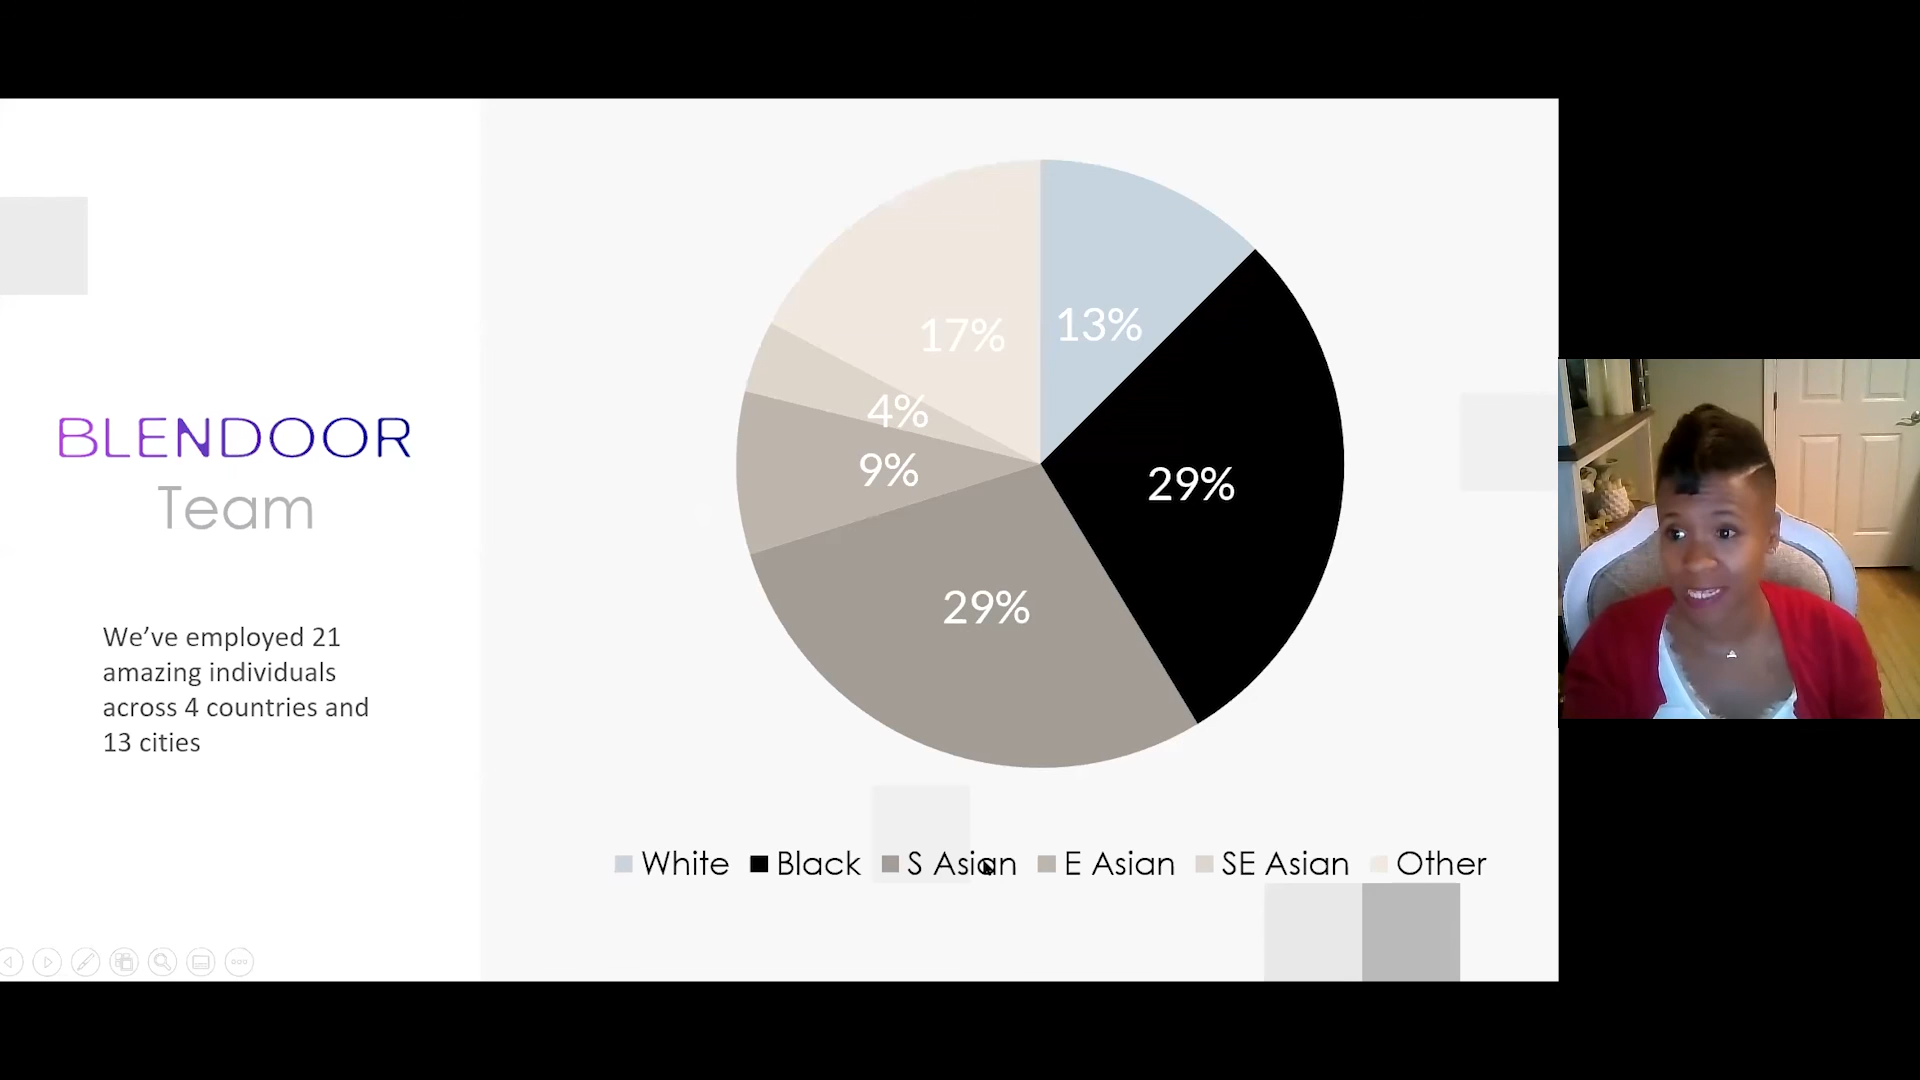 BLENDOOR
Team
We’ve employed 21
amazing individuals
across 4 countries and
13 cities
17%
13%
4%
9%
29%
29%
White Black S Asian E Asian SE Asian Other